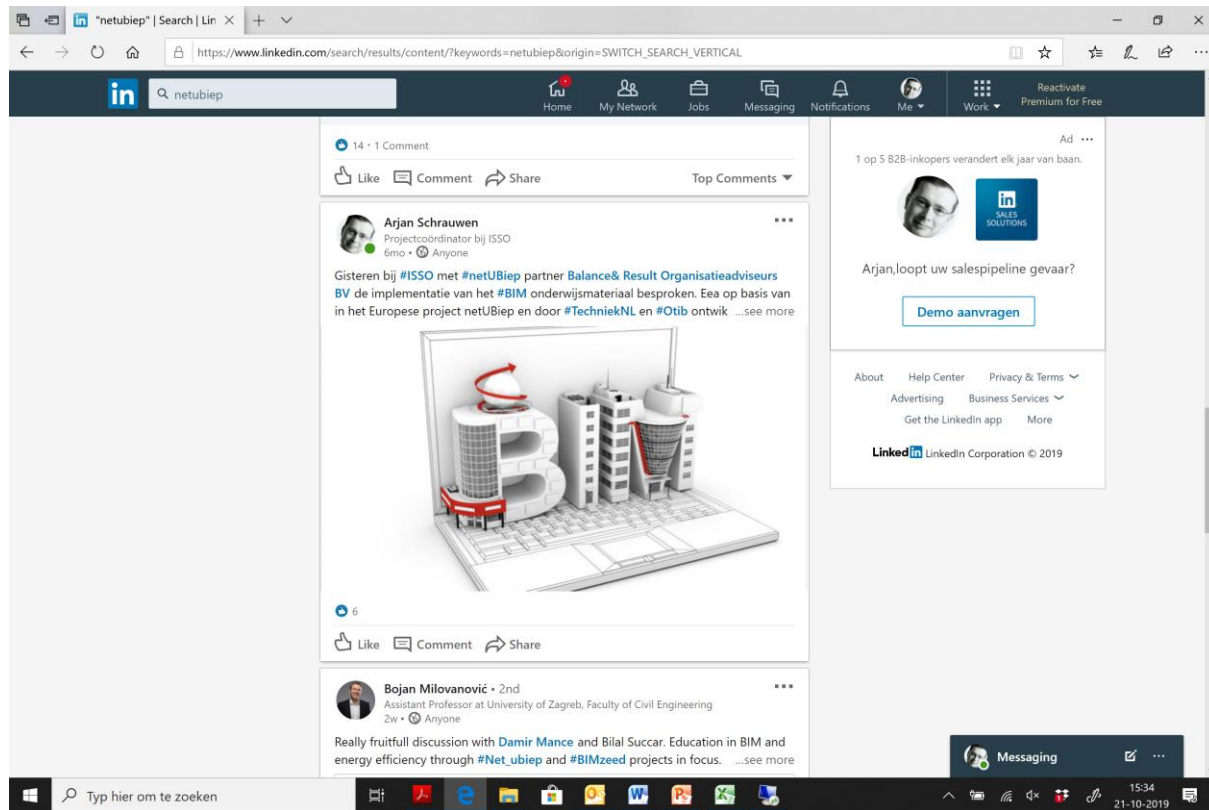 "netubiep" | Search | Lin
https://www.linkedin.com/search/results/content/?keywords=netubiep&origin=SWITCH_SEARCH_VERTICAL
in
netubiep
Home
My Network
Jobs
Messaging
Notifications
Me
Work
Reactivate
Premium for Free
14 · 1 Comment
Like Comment Share Top Comments
Arjan Schrauwen
Projectcoördinator bij ISSO
6mo • Anyone
Gisteren bij #ISSO met #netUBiep partner Balance& Result Organisatieadviseurs
BV de implementatie van het #BIM onderwijsmateriaal besproken. Eea op basis van
in het Europese project netUBiep en door #TechniekNL en #Otib ontwik ...see more
BIM
6
Like Comment Share
Bojan Milovanović • 2nd
Assistant Professor at University of Zagreb, Faculty of Civil Engineering
2w • Anyone
Really fruitfull discussion with Damir Mance and Bilal Succar. Education in BIM and
energy efficiency through #Net_ubiep and #BIMzeed projects in focus. ...see more
Ad
1 op 5 B2B-inkopers verandert elk jaar van baan.
in
SALES
SOLUTIONS
Arjan,loopt uw salespipeline gevaar?
Demo aanvragen
About Help Center Privacy & Terms
Advertising Business Services
Get the LinkedIn app More
Linked in LinkedIn Corporation © 2019
Messaging
Typ hier om te zoeken
15:34
21-10-2019